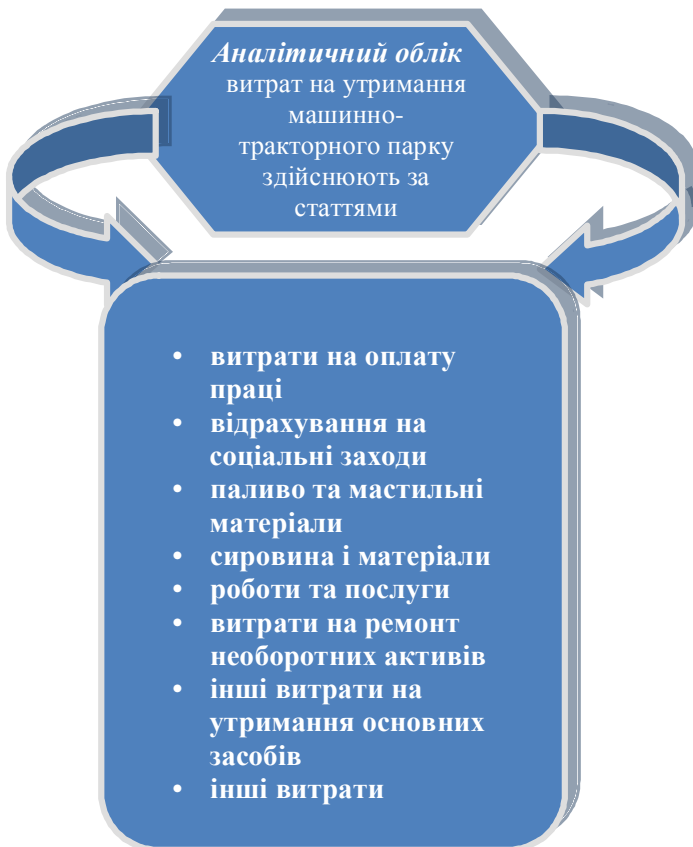 Аналітичний облік
витрат на утримання
машинно-
тракторного парку
здійснюють за
статтями
• витрати на оплату
праці
• відрахування на
соціальні заходи
• паливо та мастильні
матеріали
• сировина і матеріали
• роботи та послуги
• витрати на ремонт
необоротних активів
• інші витрати на
утримання основних
засобів
• інші витрати